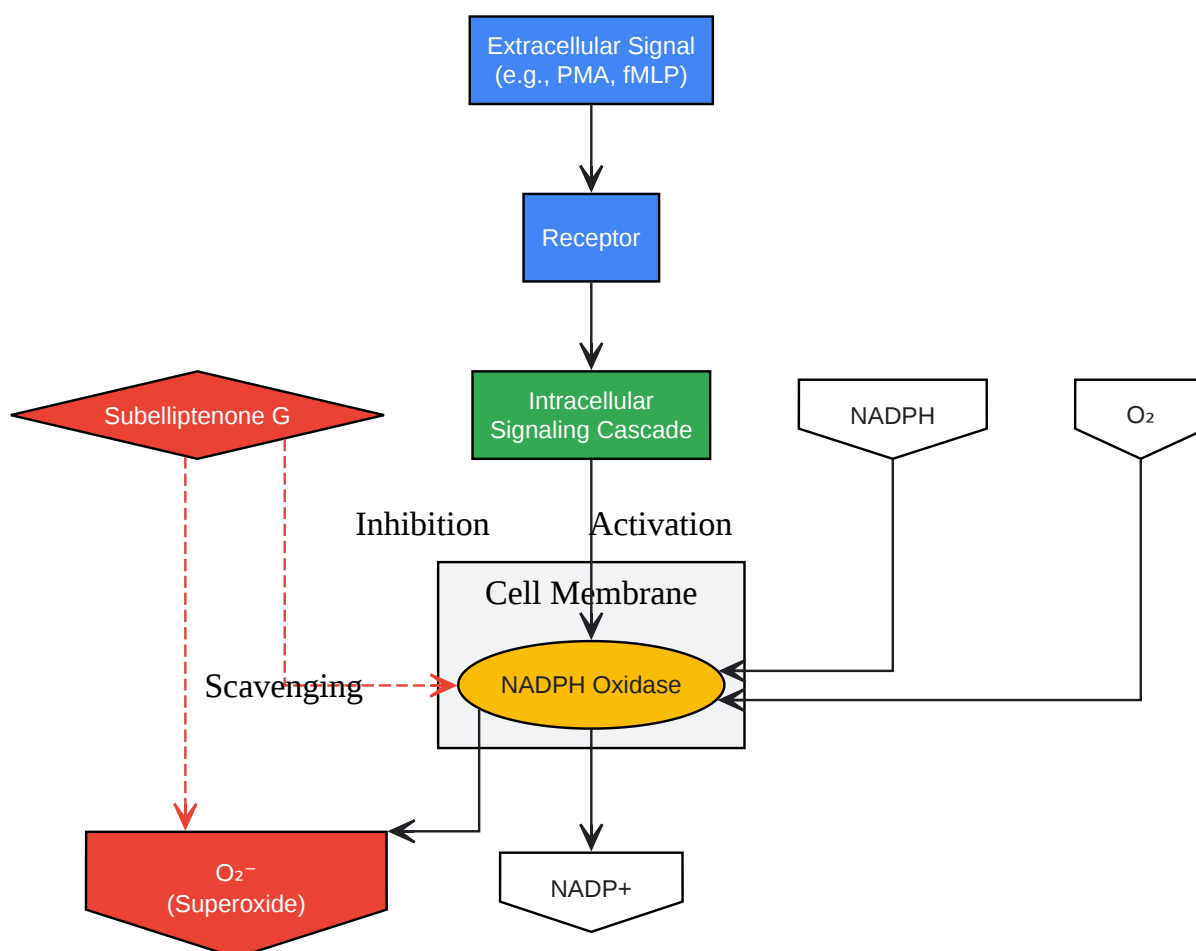 Extracellular Signal
(e.g., PMA, fMLP)
Receptor
Subelliptenone G
Intracellular
Signaling Cascade
NADPH
O₂
Inhibition
Activation
Cell Membrane
Scavenging
NADPH Oxidase
O₂⁻
(Superoxide)
NADP+